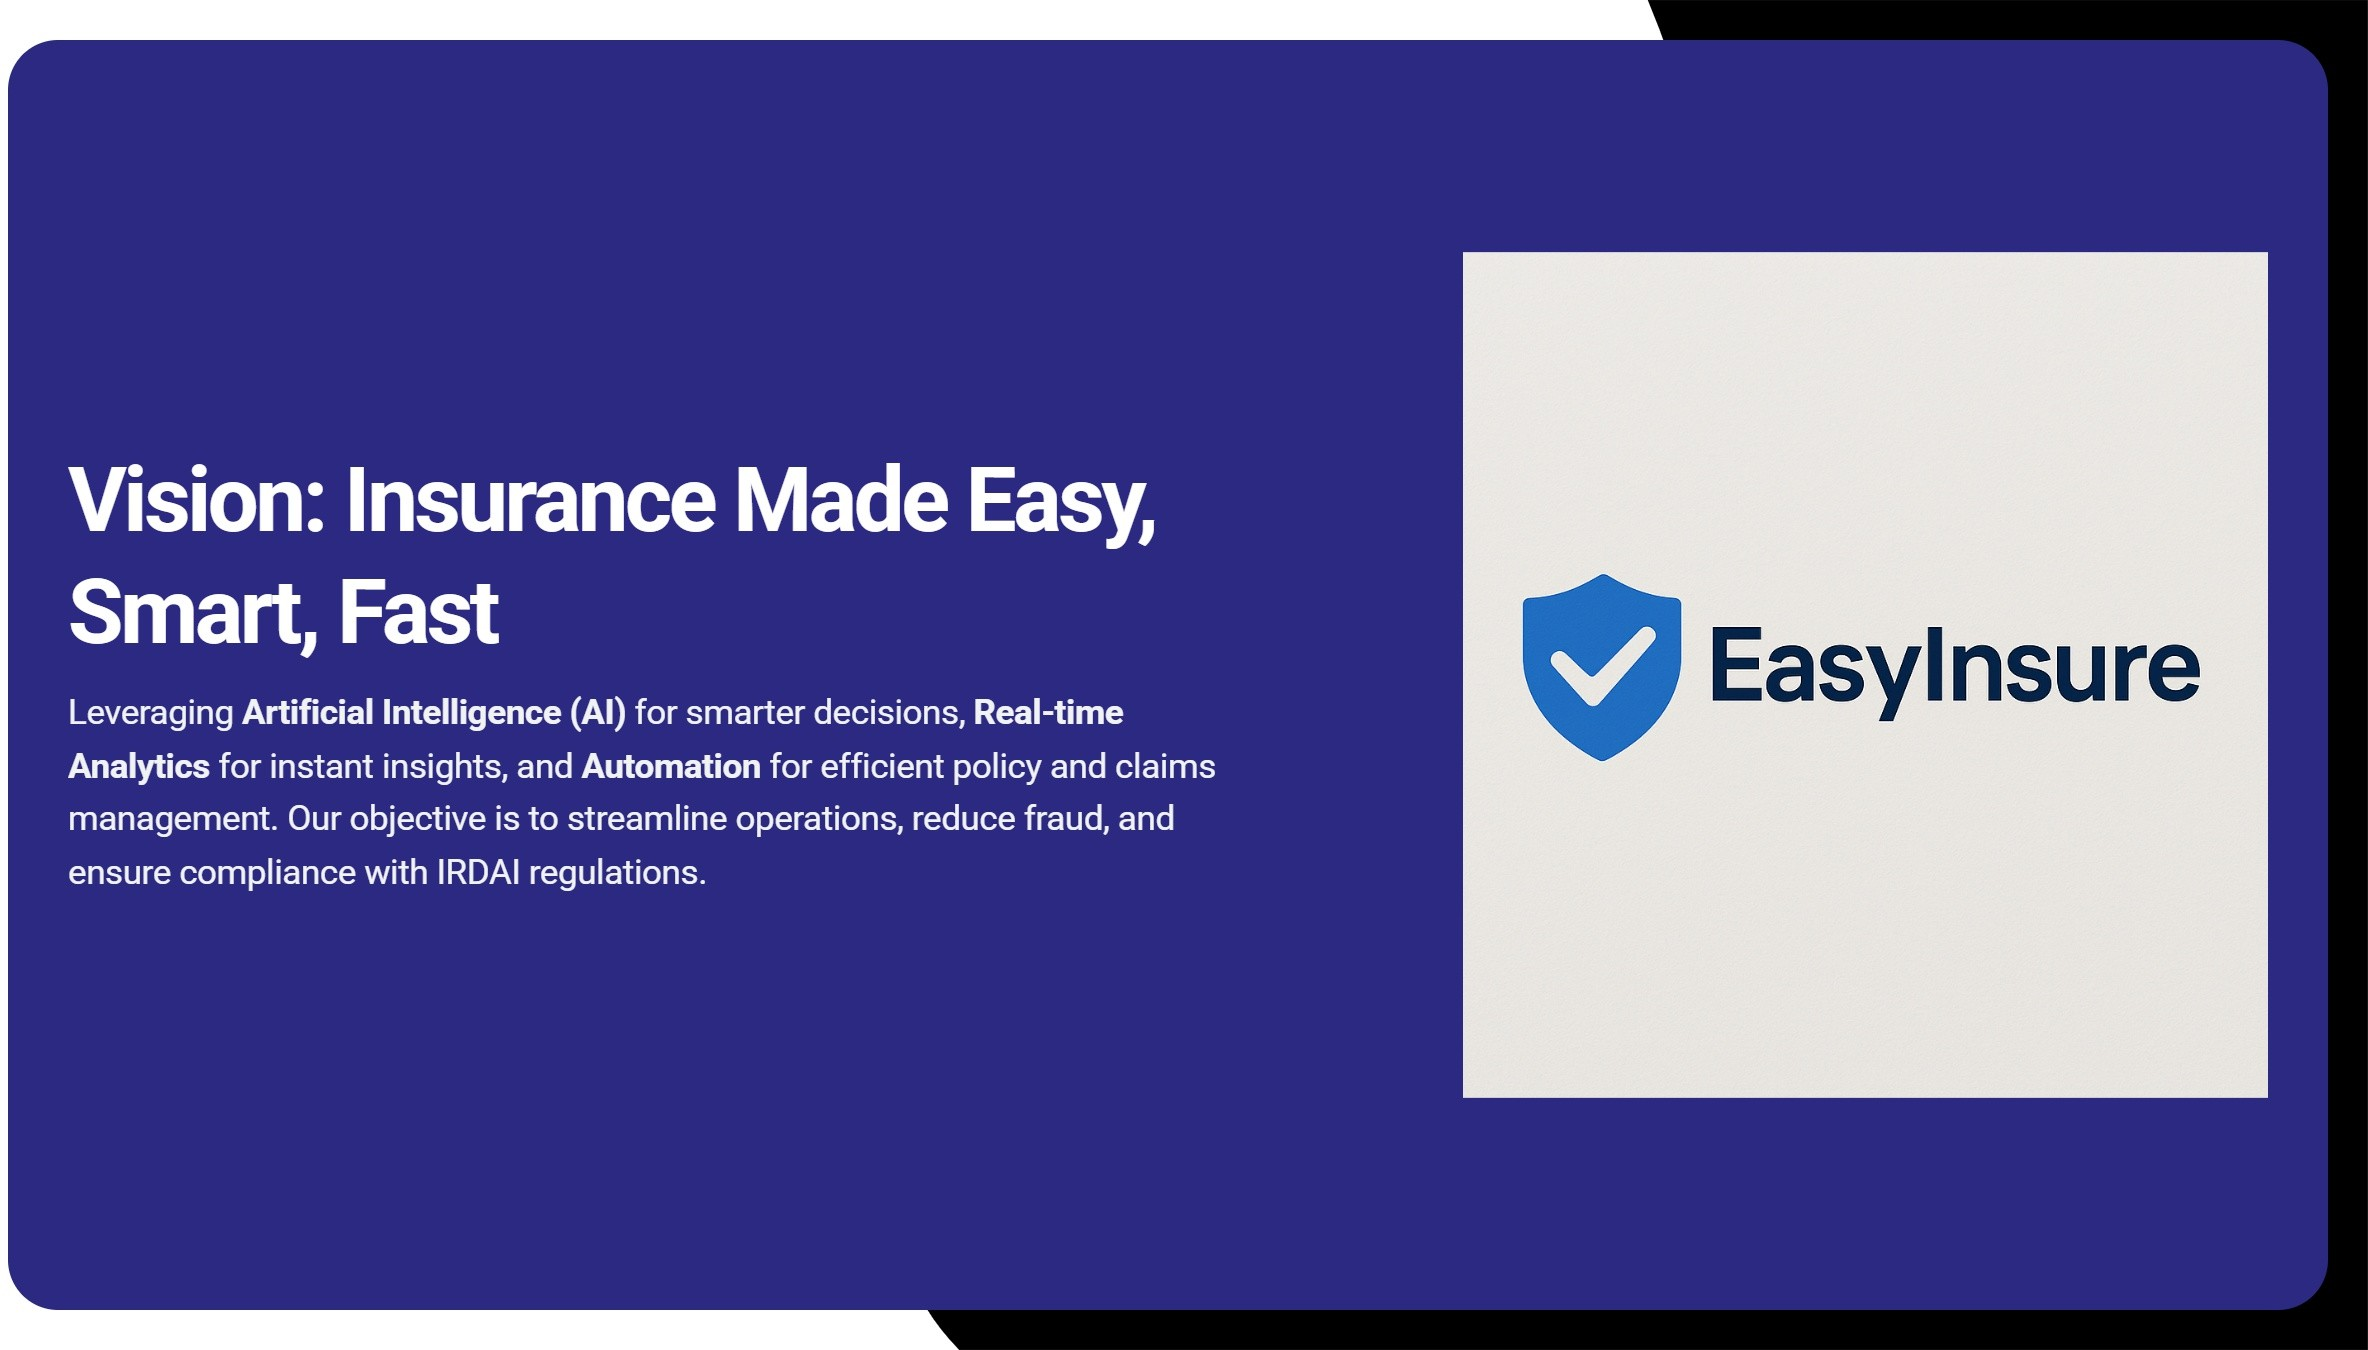 Vision: Insurance Made Easy,
Smart, Fast
Leveraging Artificial Intelligence (AI) for smarter decisions, Real-time
Analytics for instant insights, and Automation for efficient policy and claims
management. Our objective is to streamline operations, reduce fraud, and
ensure compliance with IRDAI regulations.
EasyInsure